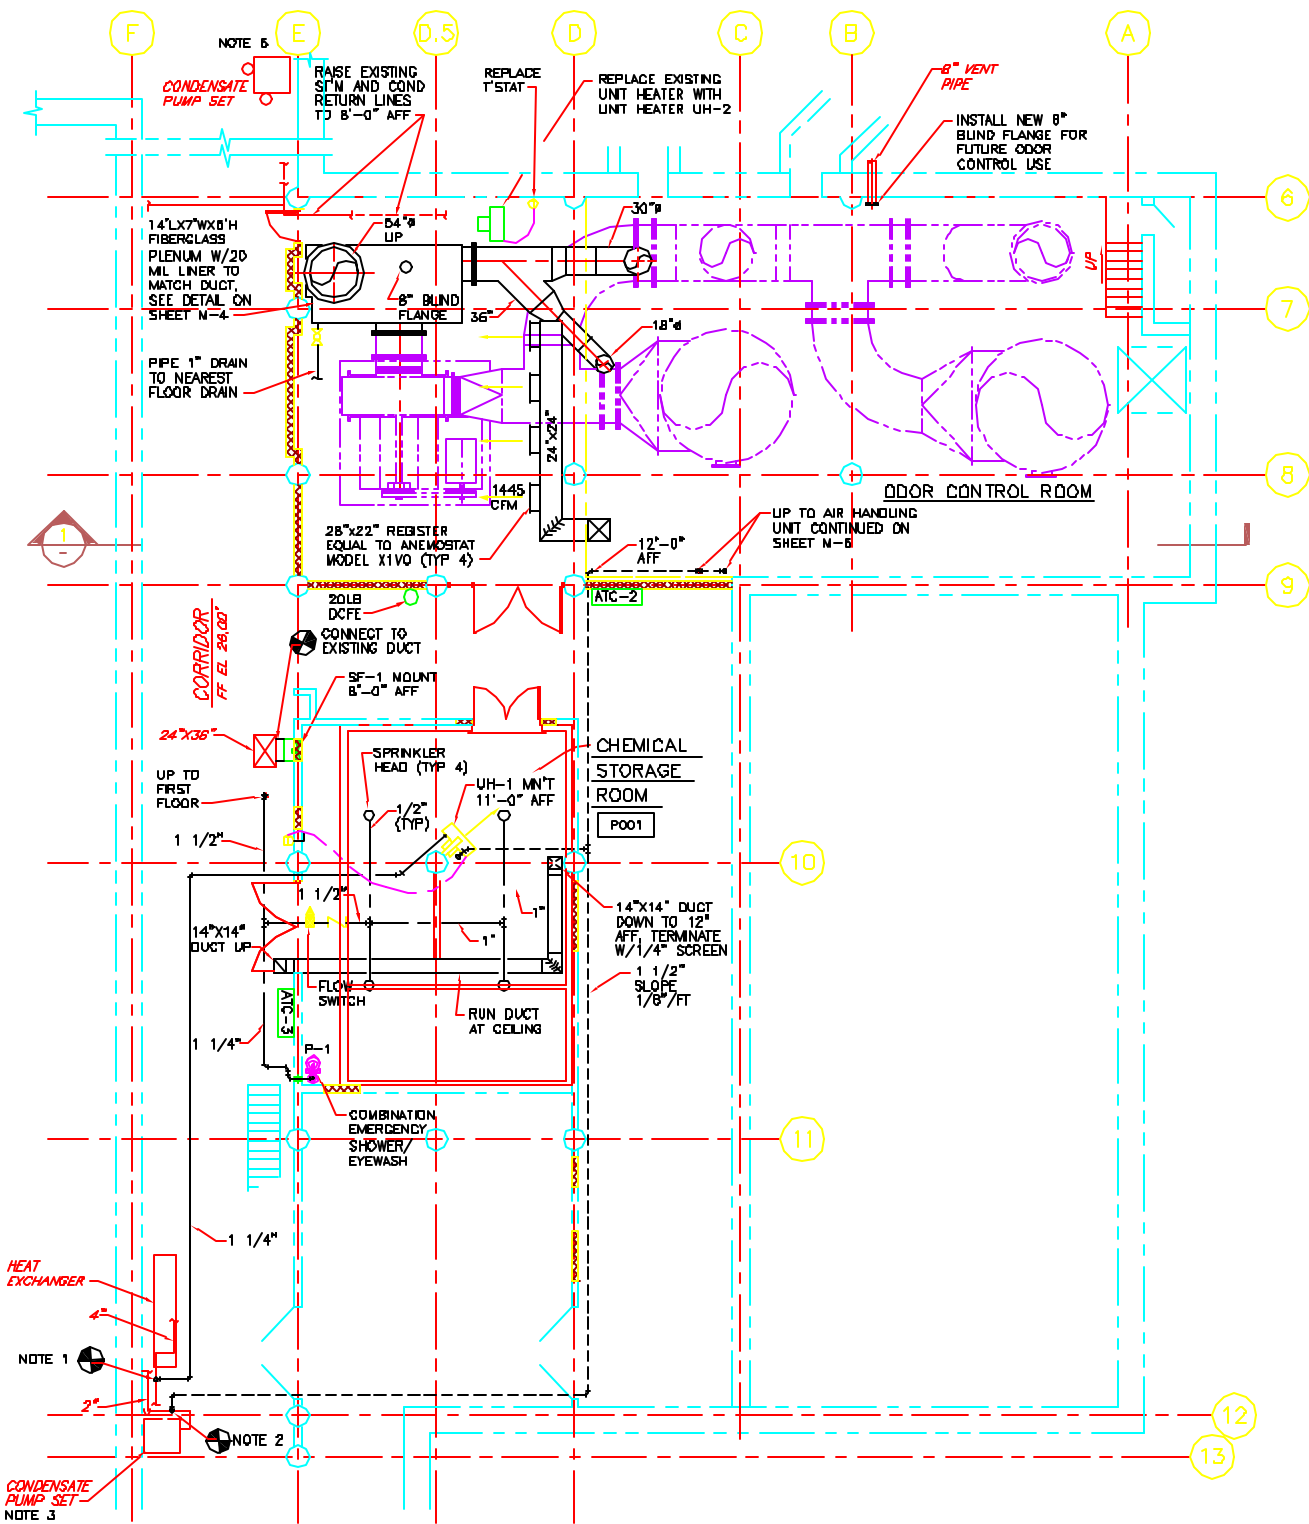 F
E
D.5
D
C
B
A
NOTE 5
CONDENSATE
PUMP SET
RAISE EXISTING
STM AND COND
RETURN LINES
TO 8'-0" AFF
REPLACE
T'STAT
REPLACE EXISTING
UNIT HEATER WITH
UNIT HEATER UH-2
8" VENT
PIPE
INSTALL NEW 8"
BLIND FLANGE FOR
FUTURE ODOR
CONTROL USE
6
14'LX7'WX8'H
FIBERGLASS
PLENUM W/20
MIL LINER TO
MATCH DUCT,
SEE DETAIL ON
SHEET M-4
54"ø
UP
30"ø
UP
8" BLIND
FLANGE
36"
18"ø
7
PIPE 1" DRAIN
TO NEAREST
FLOOR DRAIN
24"X24"
8
1445
CFM
ODOR CONTROL ROOM
28"x22" REGISTER
EQUAL TO ANEMOSTAT
MODEL X1VO (TYP 4)
UP TO AIR HANDLING
UNIT CONTINUED ON
SHEET M-5
12'-0"
AFF
1
-
9
20LB
DCFE
ATC-2
CORRIDOR
FF EL 26.00'
CONNECT TO
EXISTING DUCT
SF-1 MOUNT
8'-0" AFF
24"X36"
SPRINKLER
HEAD (TYP 4)
CHEMICAL
STORAGE
ROOM
P001
UP TO
FIRST
FLOOR
UH-1 MN'T
11'-0" AFF
1/2"
(TYP)
1 1/2"
10
1 1/2"
1"
1"
14"X14"
DUCT UP
14"X14" DUCT
DOWN TO 12"
AFF, TERMINATE
W/1/4" SCREEN
1 1/2"
SLOPE
1/8"/FT
FLOW
SWITCH
ATC-3
RUN DUCT
AT CEILING
1 1/4"
P-1
COMBINATION
EMERGENCY
SHOWER/
EYEWASH
11
1 1/4"
HEAT
EXCHANGER
4"
NOTE 1
2"
12
NOTE 2
13
CONDENSATE
PUMP SET
NOTE 3